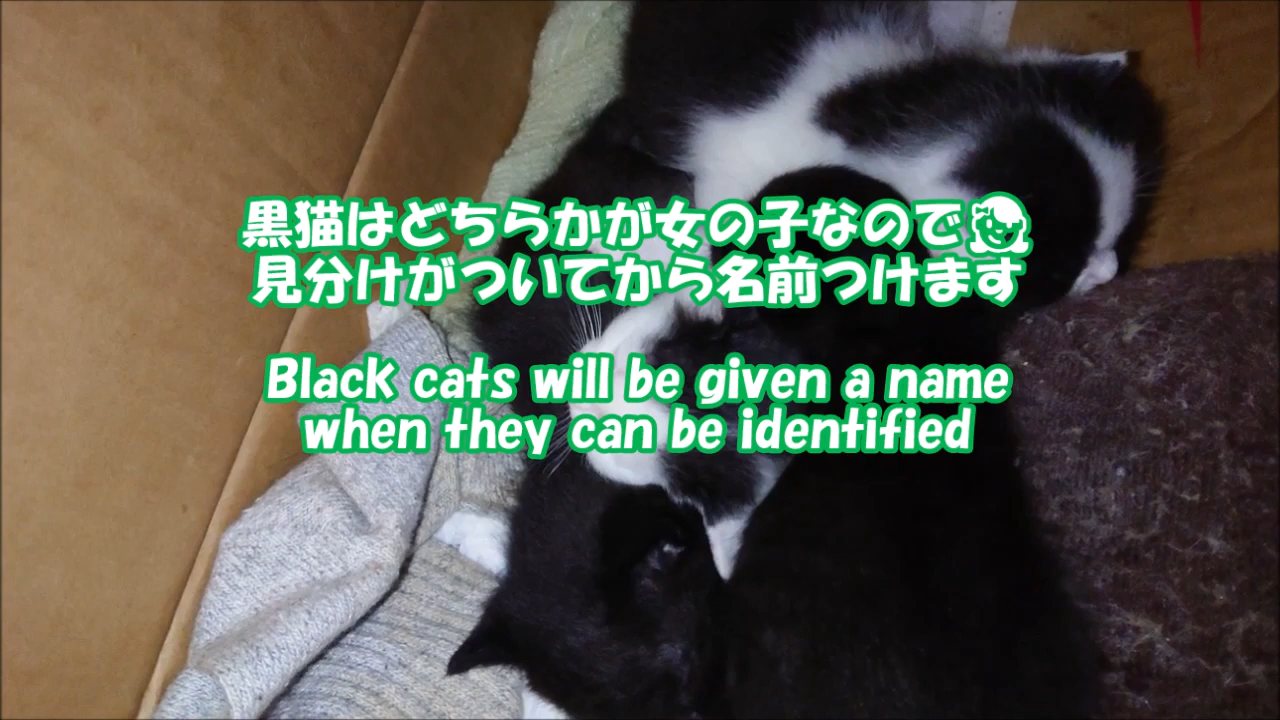 黒猫はどちらかが女の子なので👧
見分けがついてから名前つけます
Black cats will be given a name
when they can be identified